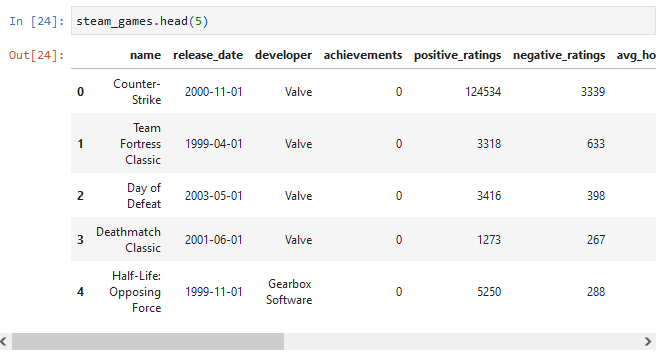 In [24]: steam_games.head(5)
Out[24]:
name release_date developer achievements positive_ratings negative_ratings avg_ho
0 Counter-Strike 2000-11-01 Valve 0 124534 3339
1 Team Fortress Classic 1999-04-01 Valve 0 3318 633
2 Day of Defeat 2003-05-01 Valve 0 3416 398
3 Deathmatch Classic 2001-06-01 Valve 0 1273 267
4 Half-Life: Opposing Force 1999-11-01 Gearbox Software 0 5250 288